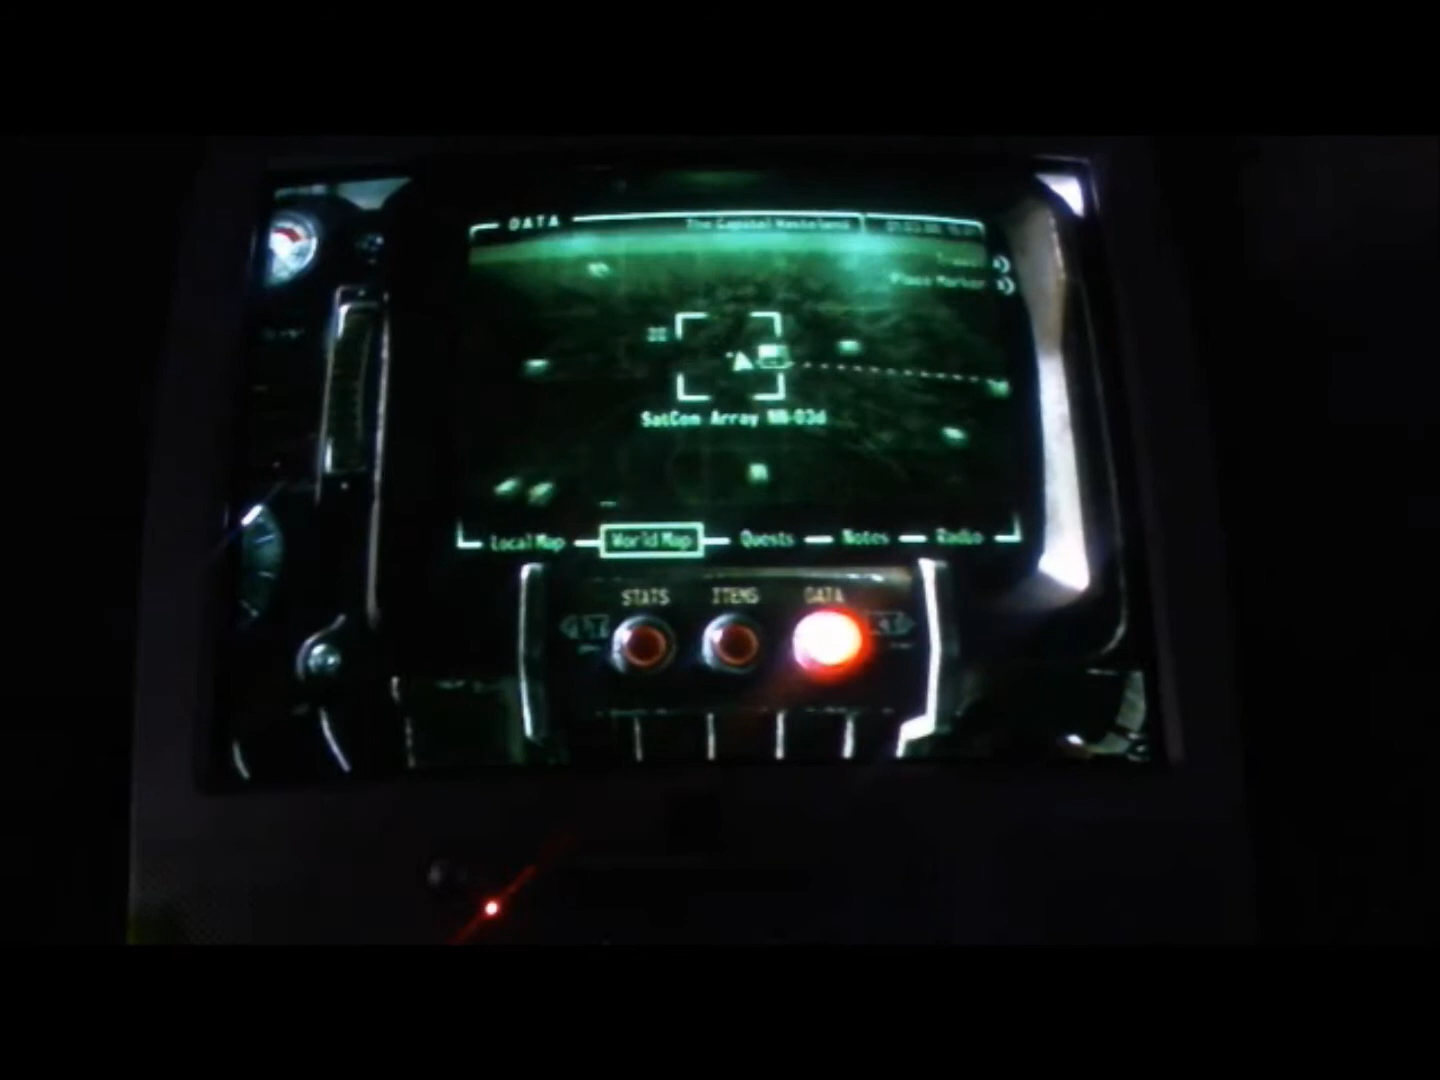 DATA
The Capital Wasteland
Place Marker
SatCom Array NN-03d
Local Map
World Map
Quests
Notes
Radio
STATS
ITEMS
DATA